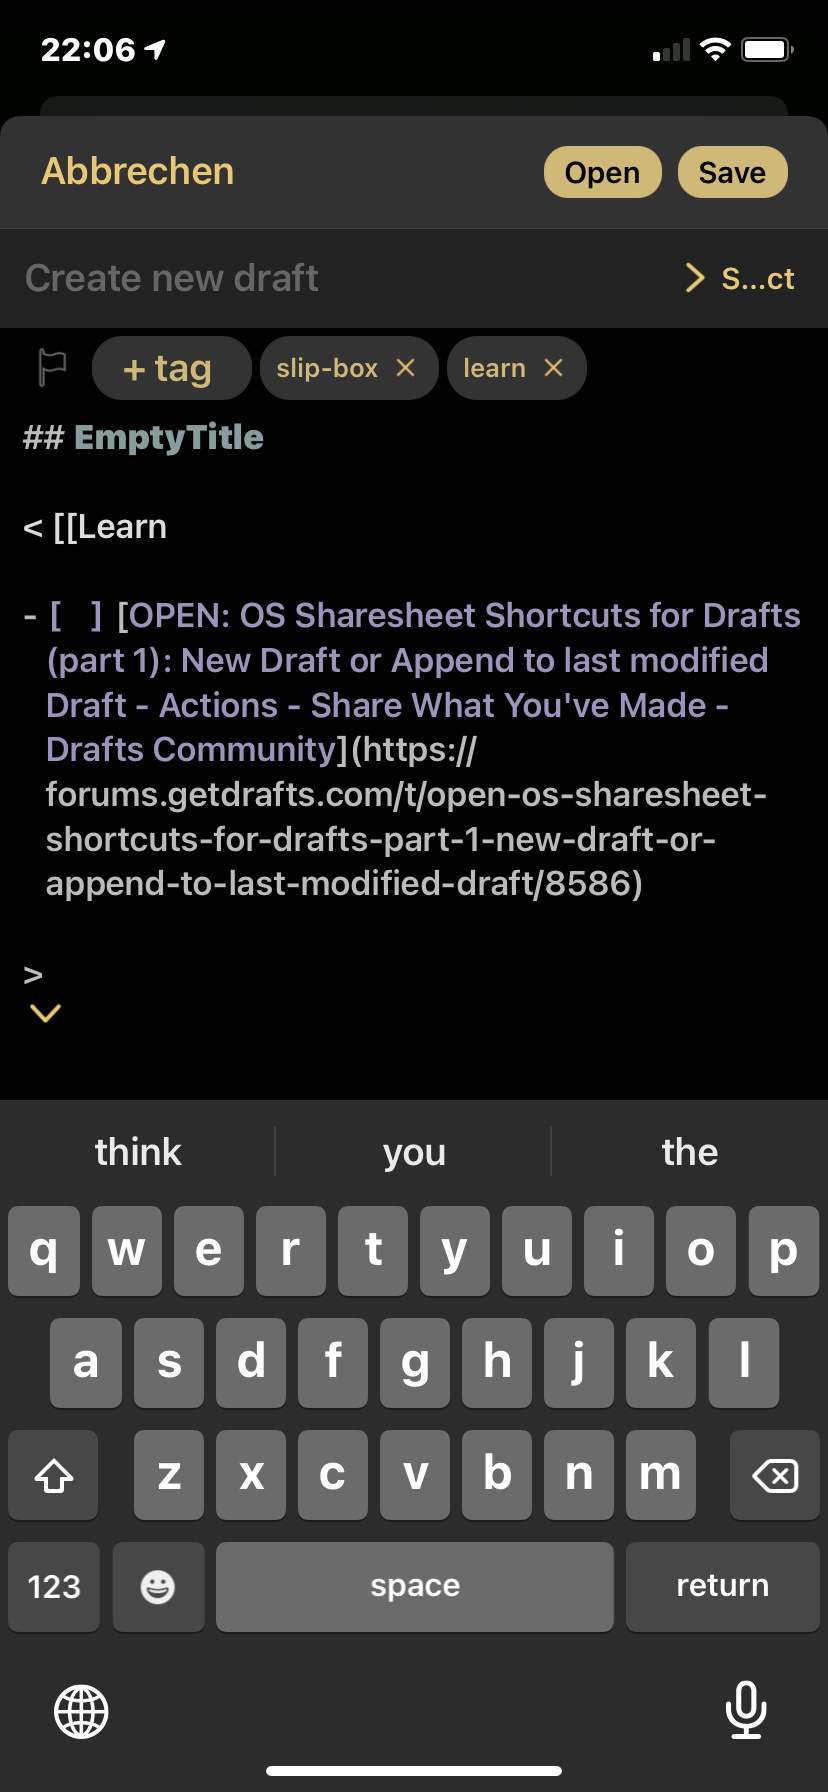 22:06
Abbrechen Open Save
Create new draft S...ct
+ tag slip-box × learn ×
## EmptyTitle
< [[Learn
- [ ] [OPEN: OS Sharesheet Shortcuts for Drafts
(part 1): New Draft or Append to last modified
Draft - Actions - Share What You've Made -
Drafts Community](https://
forums.getdrafts.com/t/open-os-sharesheet-
shortcuts-for-drafts-part-1-new-draft-or-
append-to-last-modified-draft/8586)
>
think you the
q w e r t y u i o p
a s d f g h j k l
z x c v b n m
123 space return